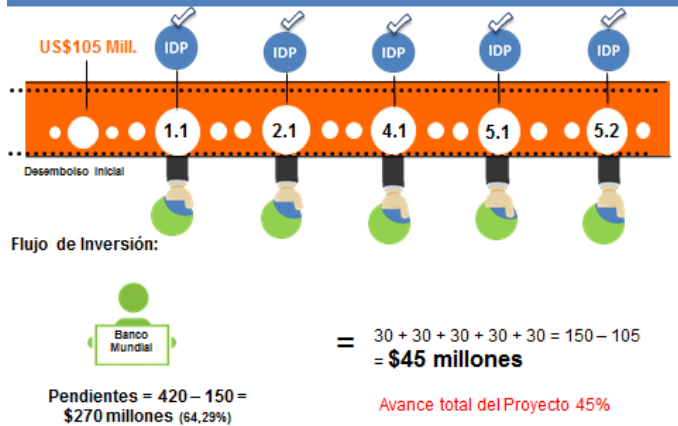 US$105 Mill.
IDP
IDP
IDP
IDP
IDP
1.1
2.1
4.1
5.1
5.2
Desembolso Inicial
Flujo de Inversión:
Banco
Mundial
=
30 + 30 + 30 + 30 + 30 = 150 – 105
= $45 millones
Pendientes = 420 – 150 =
$270 millones (64,29%)
Avance total del Proyecto 45%